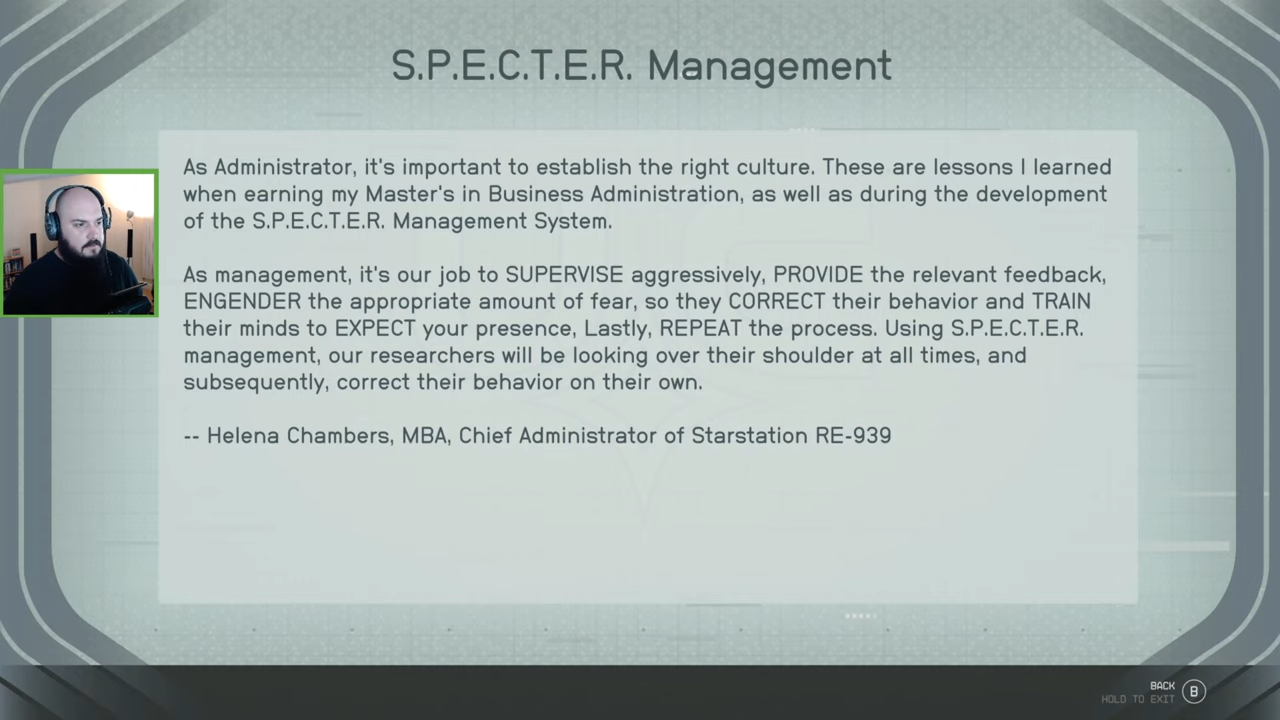 S.P.E.C.T.E.R. Management
As Administrator, it's important to establish the right culture. These are lessons I learned
when earning my Master's in Business Administration, as well as during the development
of the S.P.E.C.T.E.R. Management System.
As management, it's our job to SUPERVISE aggressively, PROVIDE the relevant feedback,
ENGENDER the appropriate amount of fear, so they CORRECT their behavior and TRAIN
their minds to EXPECT your presence, Lastly, REPEAT the process. Using S.P.E.C.T.E.R.
management, our researchers will be looking over their shoulder at all times, and
subsequently, correct their behavior on their own.
-- Helena Chambers, MBA, Chief Administrator of Starstation RE-939
BACK
HOLD TO EXIT
B